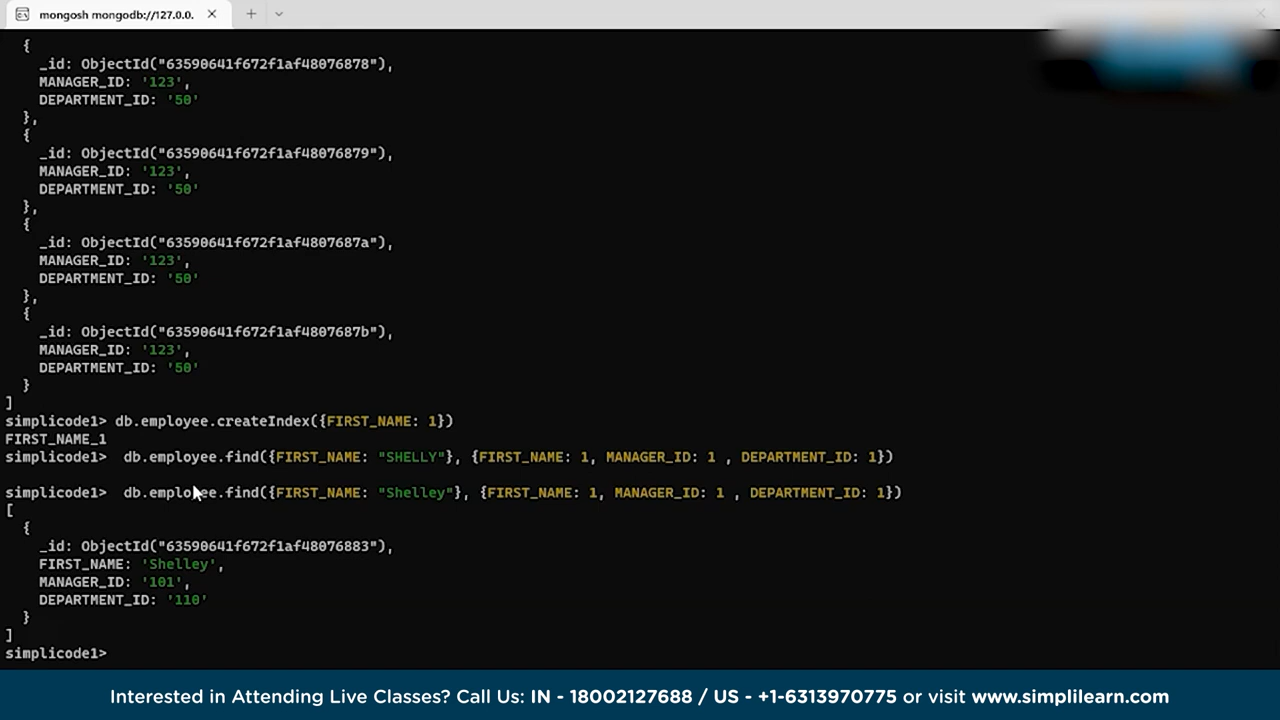 mongosh mongodb://127.0.0.
{
_id: ObjectId("63590641f672f1af48076878"),
MANAGER_ID: '123',
DEPARTMENT_ID: '50'
},
{
_id: ObjectId("63590641f672f1af48076879"),
MANAGER_ID: '123',
DEPARTMENT_ID: '50'
},
{
_id: ObjectId("63590641f672f1af4807687a"),
MANAGER_ID: '123',
DEPARTMENT_ID: '50'
},
{
_id: ObjectId("63590641f672f1af4807687b"),
MANAGER_ID: '123',
DEPARTMENT_ID: '50'
}
]
simplicode1> db.employee.createIndex({FIRST_NAME: 1})
FIRST_NAME_1
simplicode1>  db.employee.find({FIRST_NAME: "SHELLY"}, {FIRST_NAME: 1, MANAGER_ID: 1 , DEPARTMENT_ID: 1})
simplicode1>  db.employee.find({FIRST_NAME: "Shelley"}, {FIRST_NAME: 1, MANAGER_ID: 1 , DEPARTMENT_ID: 1})
[
{
_id: ObjectId("63590641f672f1af48076883"),
FIRST_NAME: 'Shelley',
MANAGER_ID: '101',
DEPARTMENT_ID: '110'
}
]
simplicode1>
Interested in Attending Live Classes? Call Us: IN - 18002127688 / US - +1-6313970775 or visit www.simplilearn.com